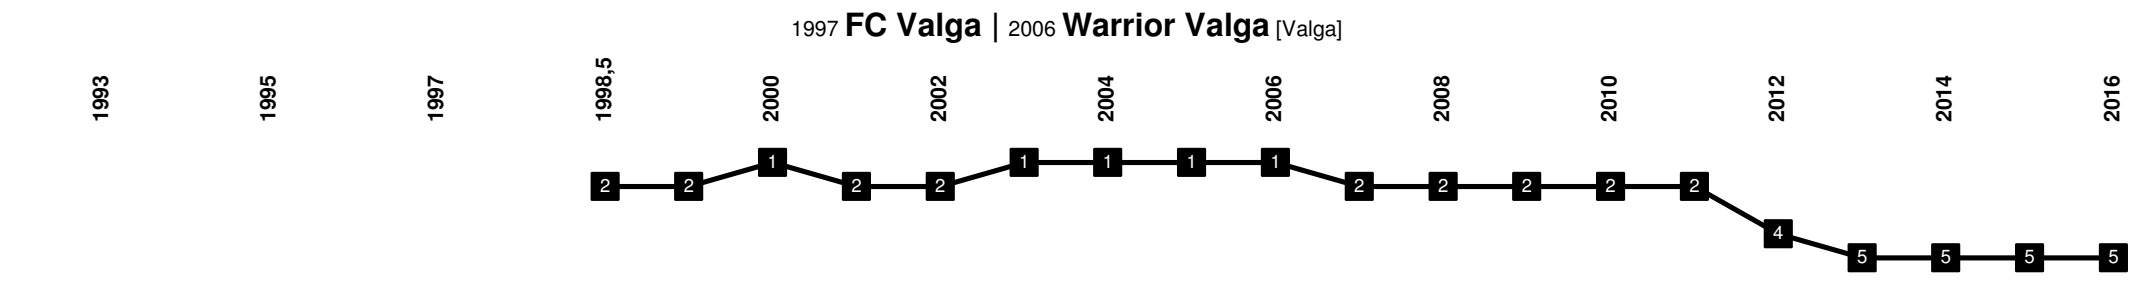 1997 FC Valga | 2006 Warrior Valga [Valga]
1993 1995 1997 1998,5 2000 2002 2004 2006 2008 2010 2012 2014 2016
2 2 1 2 2 1 1 1 1 2 2 2 2 2 4 5 5 5 5